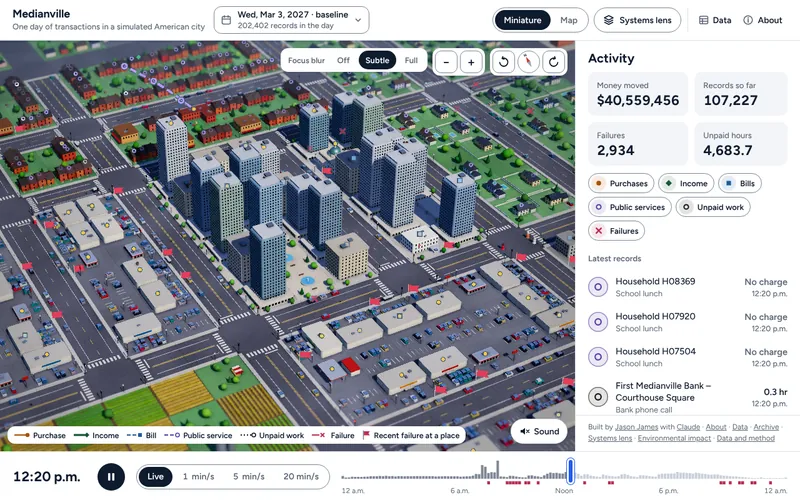 Medianville
One day of transactions in a simulated American city
Wed, Mar 3, 2027 · baseline
202,402 records in the day
Miniature
Map
Systems lens
Data
About
Focus blur
Off
Subtle
Full
Activity
Money moved
$40,559,456
Records so far
107,227
Failures
2,934
Unpaid hours
4,683.7
Purchases
Income
Bills
Public services
Unpaid work
Failures
Latest records
Household H08369
No charge
School lunch
12:20 p.m.
Household H07920
No charge
School lunch
12:20 p.m.
Household H07504
No charge
School lunch
12:20 p.m.
First Medianville Bank –
Courthouse Square
0.3 hr
Bank phone call
12:20 p.m.
Built by Jason James with Claude · About · Data · Archive ·
Systems lens · Environmental impact · Data and method
Purchase
Income
Bill
Public service
Unpaid work
Failure
Recent failure at a place
Sound
12:20 p.m.
Live
1 min/s
5 min/s
20 min/s
12 a.m.
6 a.m.
Noon
6 p.m.
12 a.m.